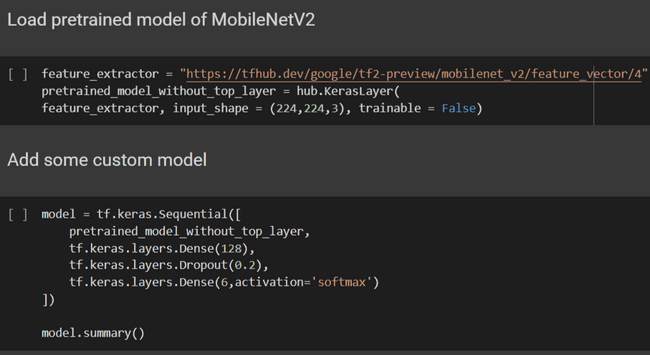 Load pretrained model of MobileNetV2
[ ] feature_extractor = "https://tfhub.dev/google/tf2-preview/mobilenet_v2/feature_vector/4"
pretrained_model_without_top_layer = hub.KerasLayer(
feature_extractor, input_shape = (224,224,3), trainable = False)
Add some custom model
[ ] model = tf.keras.Sequential([
pretrained_model_without_top_layer,
tf.keras.layers.Dense(128),
tf.keras.layers.Dropout(0.2),
tf.keras.layers.Dense(6,activation='softmax')
])
model.summary()